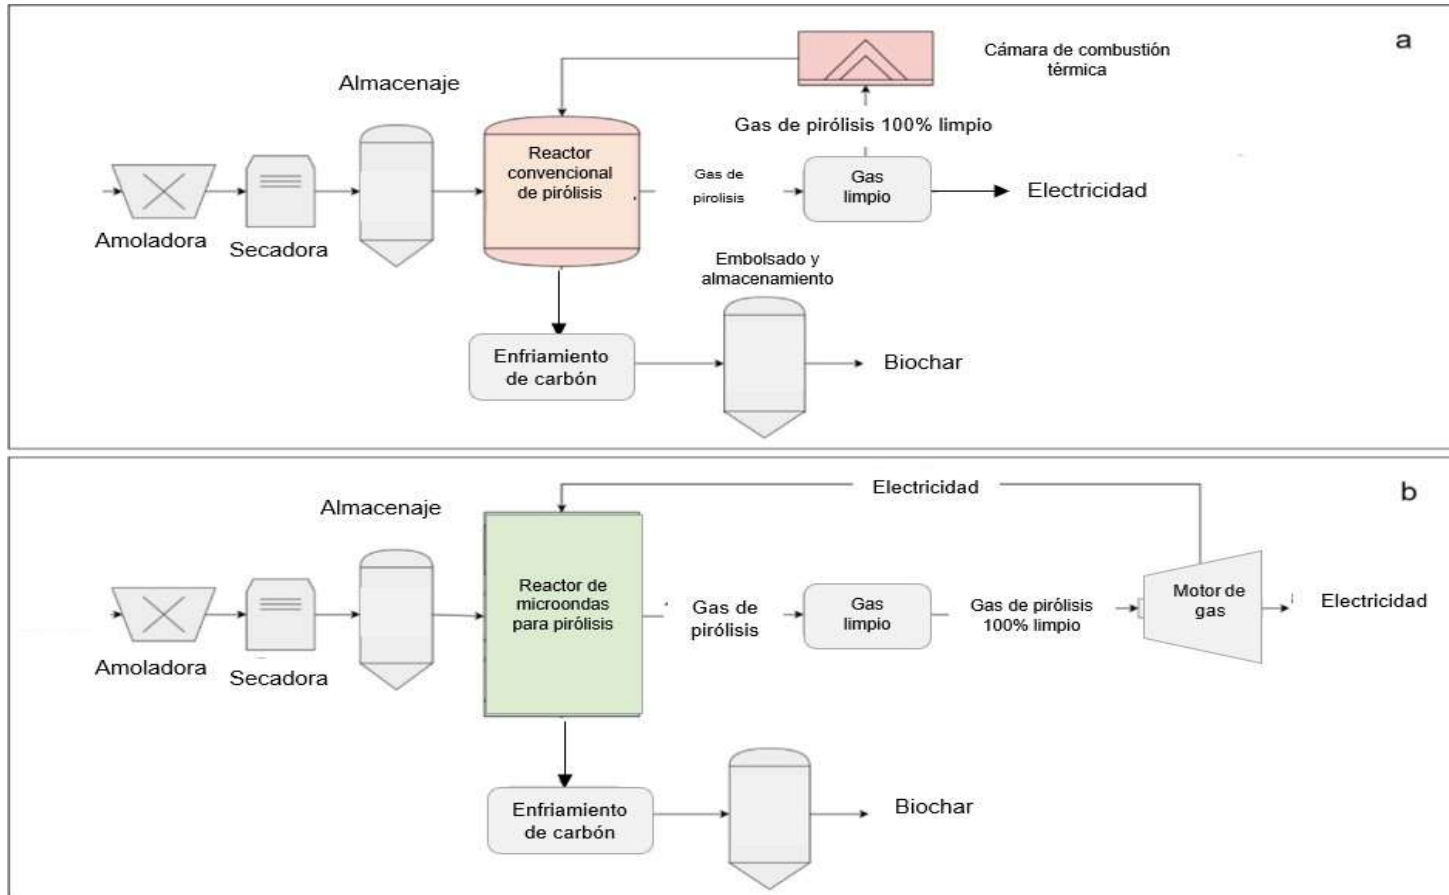 a
Cámara de combustión
térmica
Almacenaje
Gas de pirólisis 100% limpio
Reactor
convencional
de pirólisis
Gas de
pirolisis
Gas
limpio
Electricidad
Amoladora
Secadora
Embolsado y
almacenamiento
Enfriamiento
de carbón
Biochar
b
Electricidad
Almacenaje
Reactor de
microondas
para pirólisis
Gas de
pirólisis
Gas
limpio
Gas de pirólisis
100% limpio
Motor de
gas
Electricidad
Amoladora
Secadora
Enfriamiento
de carbón
Biochar